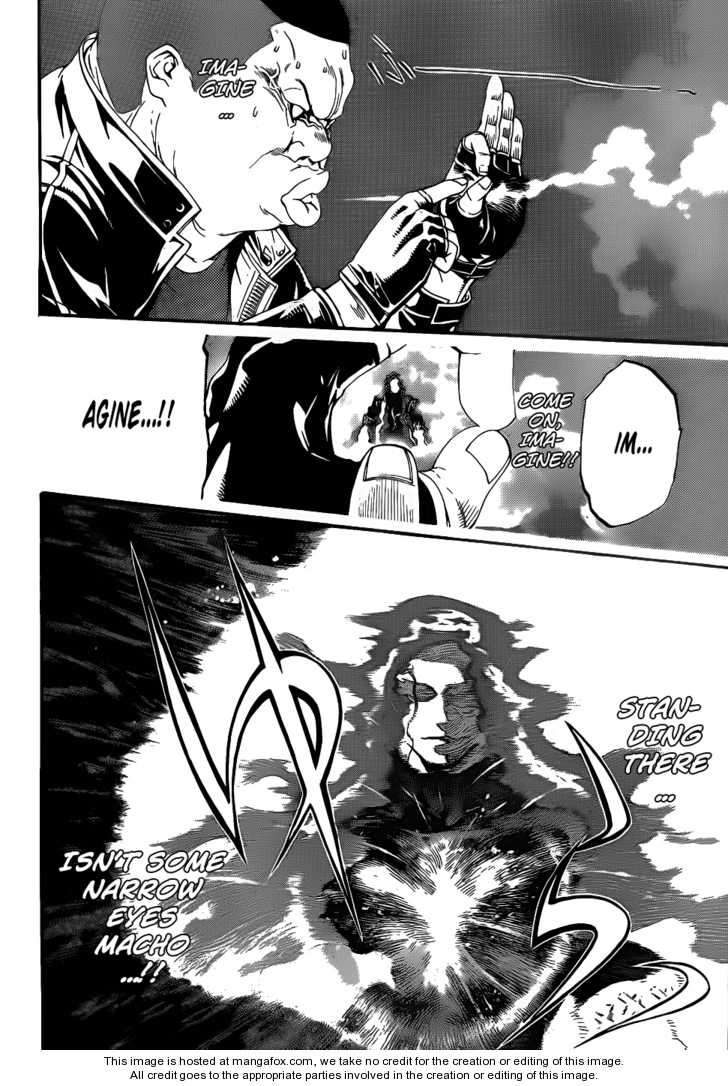 IMA-
GINE
...
IM...
COME
ON,
IMA-
GINE!!
AGINE...!!
STAN-
DING
THERE
...
ISN'T SOME
NARROW
EYES
MACHO
...!!
This image is hosted at mangafox.com, we take no credit for the creation or editing of this image.
All credit goes to the appropriate parties involved in the creation or editing of this image.